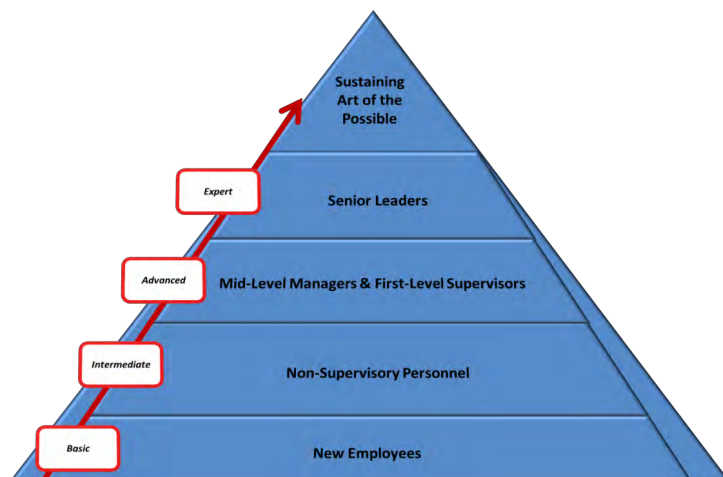 Sustaining
Art of the
Possible
Expert
Senior Leaders
Advanced
Mid-Level Managers & First-Level Supervisors
Intermediate
Non-Supervisory Personnel
Basic
New Employees